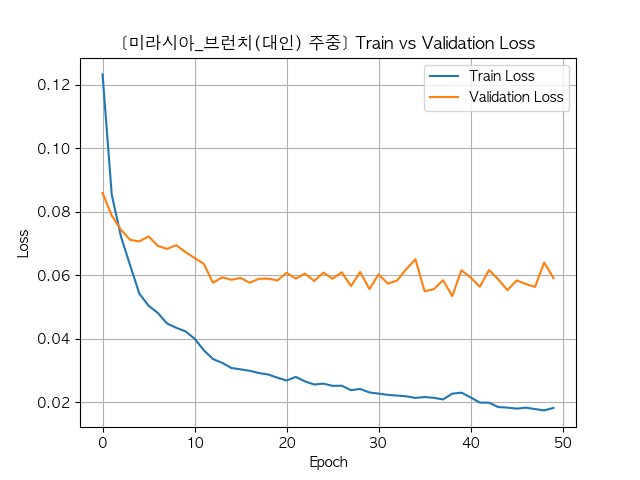 [미라시아_브런치(대인) 주중] Train vs Validation Loss
Train Loss
Validation Loss
Loss
0.12
0.10
0.08
0.06
0.04
0.02
0
10
20
30
40
50
Epoch